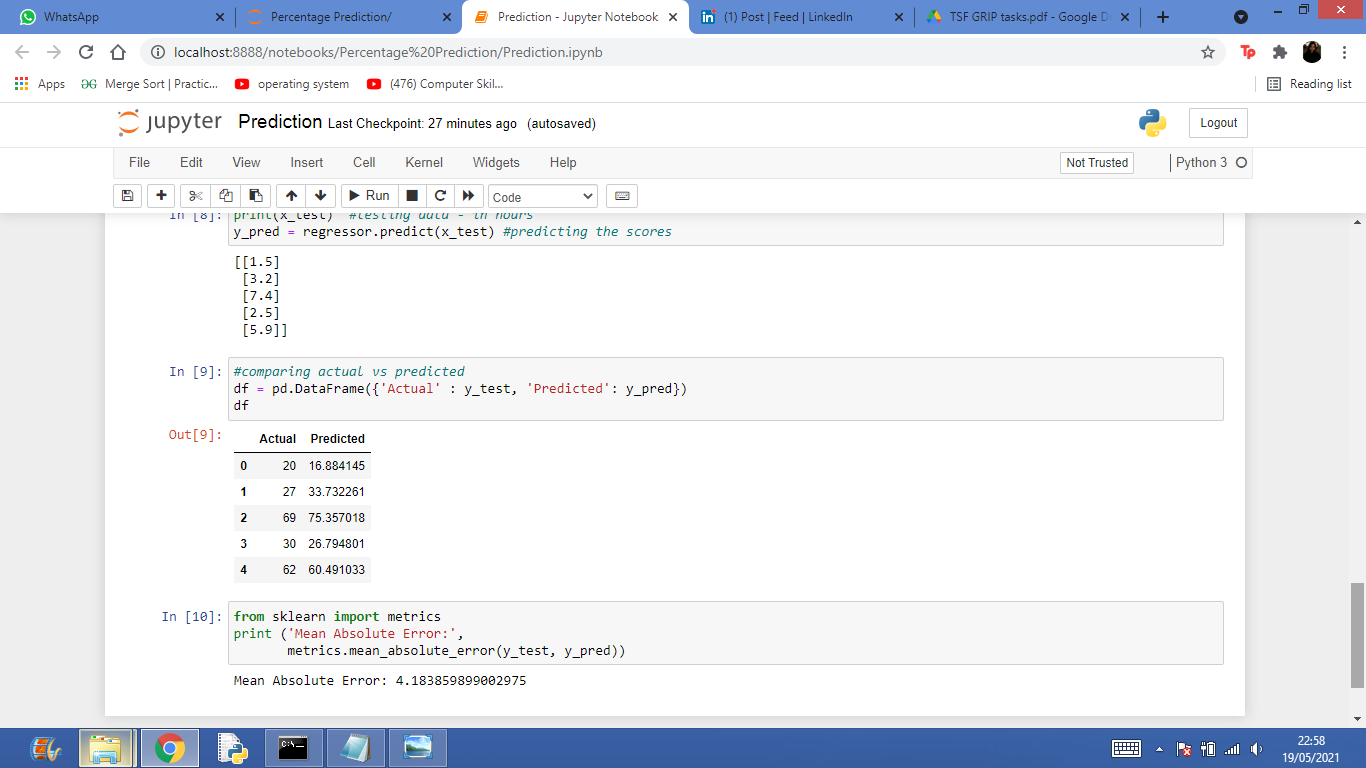 WhatsApp
Percentage Prediction/
Prediction - Jupyter Notebook
(1) Post | Feed | LinkedIn
TSF GRIP tasks.pdf - Google D
localhost:8888/notebooks/Percentage%20Prediction/Prediction.ipynb
Tp
Apps
Merge Sort | Practic...
operating system
(476) Computer Skil...
Reading list
jupyter Prediction Last Checkpoint: 27 minutes ago (autosaved)
Logout
File Edit View Insert Cell Kernel Widgets Help
Not Trusted
Python 3
Run
Code
In [8]: print(x_test) #testing data - in hours
y_pred = regressor.predict(x_test) #predicting the scores
[[1.5]
[3.2]
[7.4]
[2.5]
[5.9]]
In [9]: #comparing actual vs predicted
df = pd.DataFrame({'Actual' : y_test, 'Predicted': y_pred})
df
Out[9]:
Actual Predicted
0 20 16.884145
1 27 33.732261
2 69 75.357018
3 30 26.794801
4 62 60.491033
In [10]: from sklearn import metrics
print ('Mean Absolute Error:',
metrics.mean_absolute_error(y_test, y_pred))
Mean Absolute Error: 4.183859899002975
22:58
19/05/2021